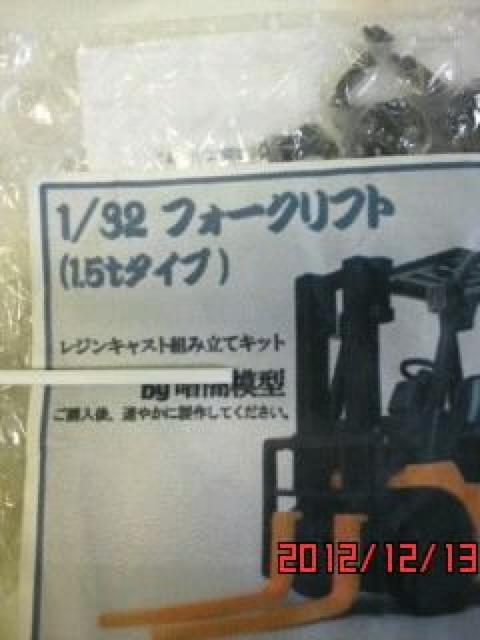 1/32 フォークリフト
(1.5tタイプ)
レジンキャスト組み立てキット
By 暗闇模型
ご購入後、速やかに製作してください。
2012/12/13